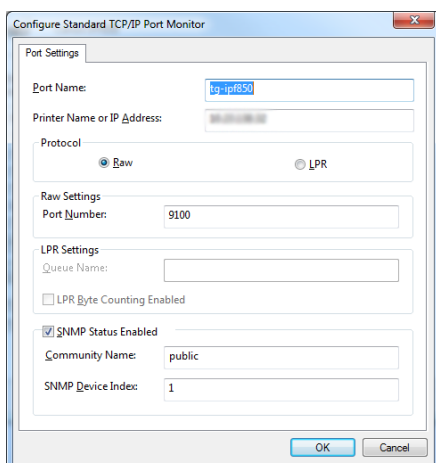 Configure Standard TCP/IP Port Monitor
Port Settings
Port Name: tg-ipf850
Printer Name or IP Address:
Protocol
Raw LPR
Raw Settings
Port Number: 9100
LPR Settings
Queue Name:
LPR Byte Counting Enabled
SNMP Status Enabled
Community Name: public
SNMP Device Index: 1
OK Cancel